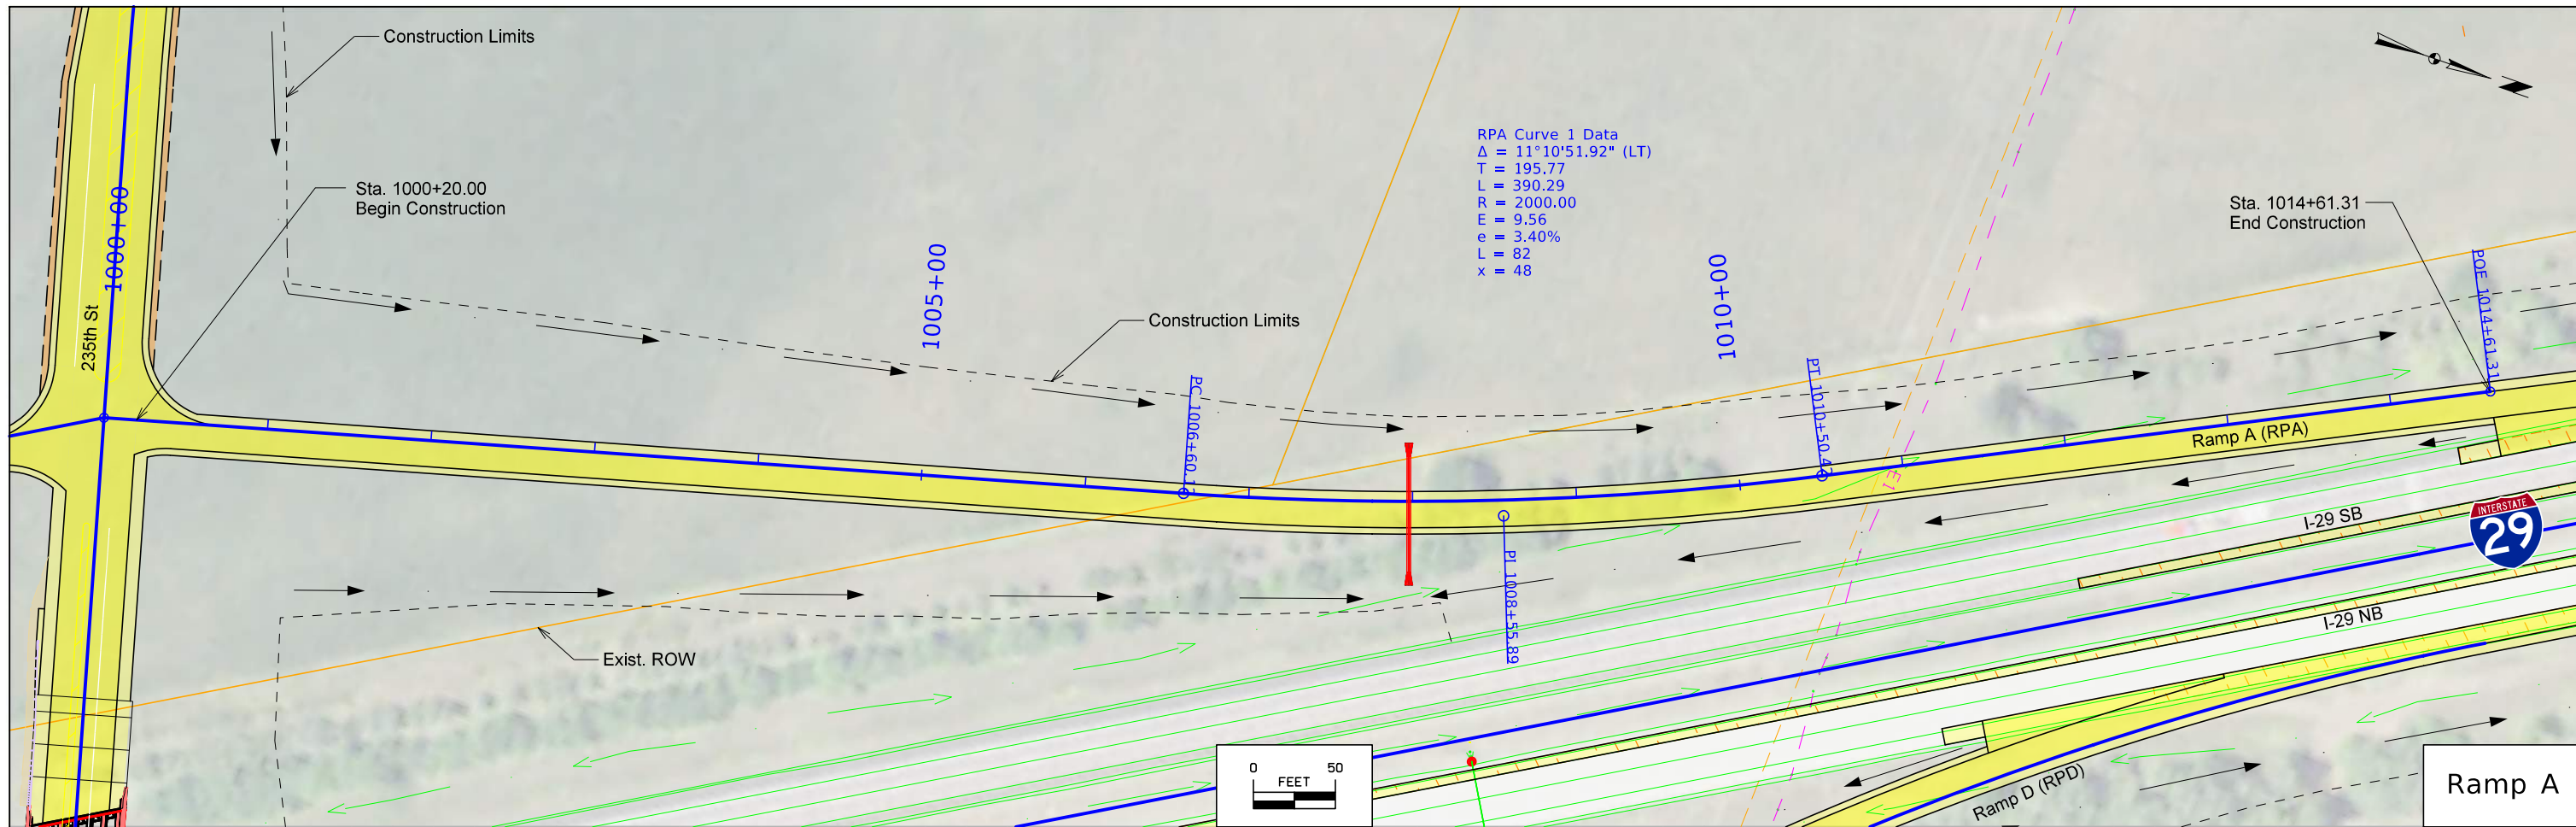 Construction Limits
Sta. 1000+20.00
Begin Construction
1000+00
235th St
1005+00
Construction Limits
RPA Curve 1 Data
Δ = 11°10'51.92" (LT)
T = 195.77
L = 390.29
R = 2000.00
E = 9.56
e = 3.40%
L = 82
x = 48
1010+00
Sta. 1014+61.31
End Construction
POE 1014+61.31
PC 1006+60.1
PT 1010+50.4
PI 1008+55.89
E1
Ramp A (RPA)
I-29 SB
INTERSTATE
29
I-29 NB
Exist. ROW
Ramp D (RPD)
0 50
FEET
Ramp A